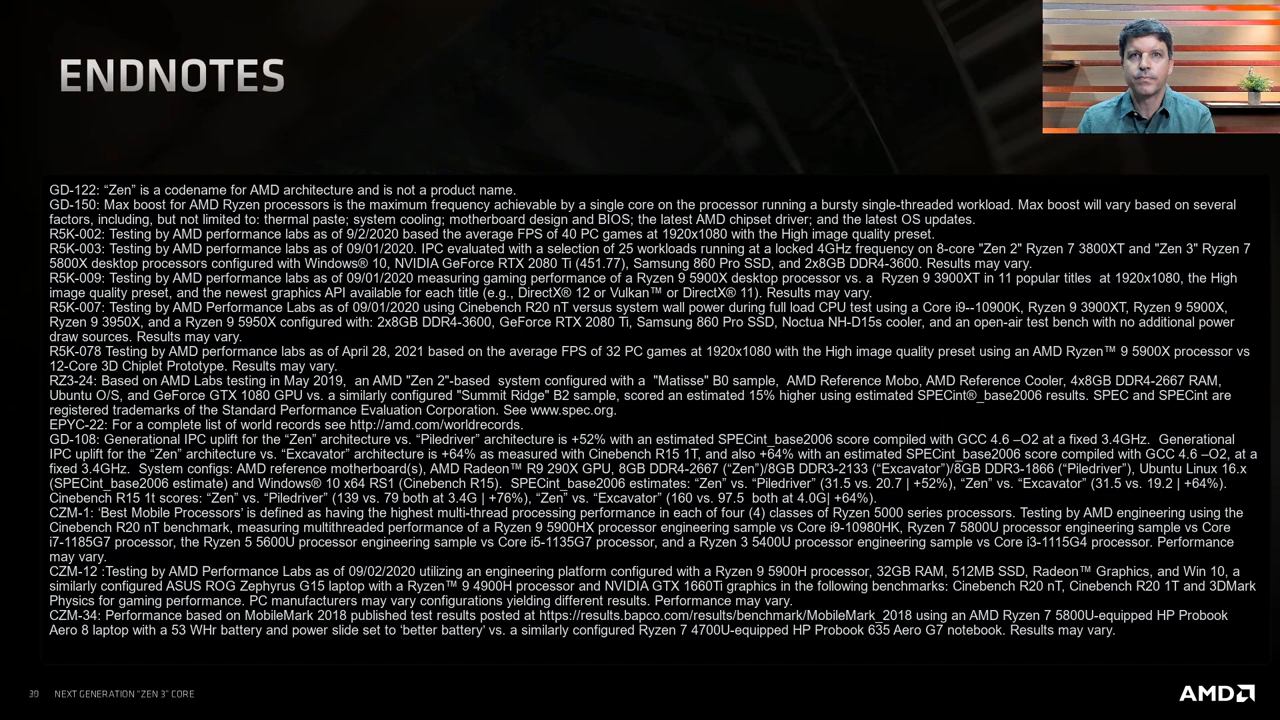 ENDNOTES
GD-122: “Zen” is a codename for AMD architecture and is not a product name.
GD-150: Max boost for AMD Ryzen processors is the maximum frequency achievable by a single core on the processor running a bursty single-threaded workload. Max boost will vary based on several
factors, including, but not limited to: thermal paste; system cooling; motherboard design and BIOS; the latest AMD chipset driver; and the latest OS updates.
R5K-002: Testing by AMD performance labs as of 9/2/2020 based the average FPS of 40 PC games at 1920x1080 with the High image quality preset.
R5K-003: Testing by AMD performance labs as of 09/01/2020. IPC evaluated with a selection of 25 workloads running at a locked 4GHz frequency on 8-core "Zen 2" Ryzen 7 3800XT and "Zen 3" Ryzen 7
5800X desktop processors configured with Windows® 10, NVIDIA GeForce RTX 2080 Ti (451.77), Samsung 860 Pro SSD, and 2x8GB DDR4-3600. Results may vary.
R5K-009: Testing by AMD performance labs as of 09/01/2020 measuring gaming performance of a Ryzen 9 5900X desktop processor vs. a  Ryzen 9 3900XT in 11 popular titles  at 1920x1080, the High
image quality preset, and the newest graphics API available for each title (e.g., DirectX® 12 or Vulkan™ or DirectX® 11). Results may vary.
R5K-007: Testing by AMD Performance Labs as of 09/01/2020 using Cinebench R20 nT versus system wall power during full load CPU test using a Core i9--10900K, Ryzen 9 3900XT, Ryzen 9 5900X,
Ryzen 9 3950X, and a Ryzen 9 5950X configured with: 2x8GB DDR4-3600, GeForce RTX 2080 Ti, Samsung 860 Pro SSD, Noctua NH-D15s cooler, and an open-air test bench with no additional power
draw sources. Results may vary.
R5K-078 Testing by AMD performance labs as of April 28, 2021 based on the average FPS of 32 PC games at 1920x1080 with the High image quality preset using an AMD Ryzen™ 9 5900X processor vs
12-Core 3D Chiplet Prototype. Results may vary.
RZ3-24: Based on AMD Labs testing in May 2019,  an AMD "Zen 2"-based  system configured with a  "Matisse" B0 sample,  AMD Reference Mobo, AMD Reference Cooler, 4x8GB DDR4-2667 RAM,
Ubuntu O/S, and GeForce GTX 1080 GPU vs. a similarly configured "Summit Ridge" B2 sample, scored an estimated 15% higher using estimated SPECint®_base2006 results. SPEC and SPECint are
registered trademarks of the Standard Performance Evaluation Corporation. See www.spec.org.
EPYC-22: For a complete list of world records see http://amd.com/worldrecords.
GD-108: Generational IPC uplift for the “Zen” architecture vs. “Piledriver” architecture is +52% with an estimated SPECint_base2006 score compiled with GCC 4.6 –O2 at a fixed 3.4GHz.  Generational
IPC uplift for the “Zen” architecture vs. “Excavator” architecture is +64% as measured with Cinebench R15 1T, and also +64% with an estimated SPECint_base2006 score compiled with GCC 4.6 –O2, at a
fixed 3.4GHz.  System configs: AMD reference motherboard(s), AMD Radeon™ R9 290X GPU, 8GB DDR4-2667 (“Zen”)/8GB DDR3-2133 (“Excavator”)/8GB DDR3-1866 (“Piledriver”), Ubuntu Linux 16.x
(SPECint_base2006 estimate) and Windows® 10 x64 RS1 (Cinebench R15).  SPECint_base2006 estimates: “Zen” vs. “Piledriver” (31.5 vs. 20.7 | +52%), “Zen” vs. “Excavator” (31.5 vs. 19.2 | +64%).
Cinebench R15 1t scores: “Zen” vs. “Piledriver” (139 vs. 79 both at 3.4G | +76%), “Zen” vs. “Excavator” (160 vs. 97.5  both at 4.0G| +64%).
CZM-1: ‘Best Mobile Processors’ is defined as having the highest multi-thread processing performance in each of four (4) classes of Ryzen 5000 series processors. Testing by AMD engineering using the
Cinebench R20 nT benchmark, measuring multithreaded performance of a Ryzen 9 5900HX processor engineering sample vs Core i9-10980HK, Ryzen 7 5800U processor engineering sample vs Core
i7-1185G7 processor, the Ryzen 5 5600U processor engineering sample vs Core i5-1135G7, and a Ryzen 3 5400U processor engineering sample vs Core i3-1115G4 processor. Performance
may vary.
CZM-12 :Testing by AMD Performance Labs as of 09/02/2020 utilizing an engineering platform configured with a Ryzen 9 5900H processor, 32GB RAM, 512MB SSD, Radeon™ Graphics, and Win 10, a
similarly configured ASUS ROG Zephyrus G15 laptop with a Ryzen™ 9 4900H processor and NVIDIA GTX 1660Ti graphics in the following benchmarks: Cinebench R20 nT, Cinebench R20 1T and 3DMark
Physics for gaming performance. PC manufacturers may vary configurations yielding different results. Performance may vary.
CZM-34: Performance based on MobileMark 2018 published test results posted at https://results.bapco.com/results/benchmark/MobileMark_2018 using an AMD Ryzen 7 5800U-equipped HP Probook
Aero 8 laptop with a 53 WHr battery and power slide set to ‘better battery’ vs. a similarly configured Ryzen 7 4700U-equipped HP Probook 635 Aero G7 notebook. Results may vary.
39 NEXT GENERATION "ZEN 3" CORE
AMD